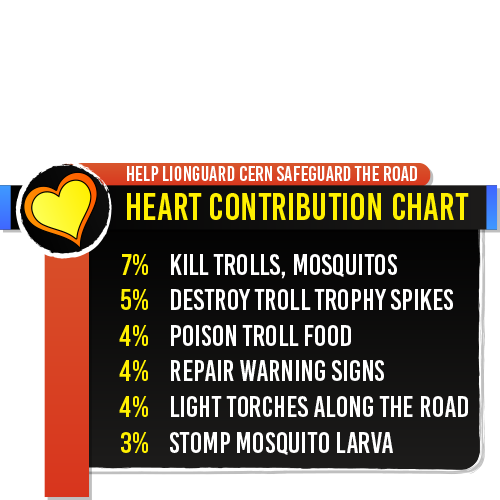 HELP LIONGUARD CERN SAFEGUARD THE ROAD
HEART CONTRIBUTION CHART
7% KILL TROLLS, MOSQUITOS
5% DESTROY TROLL TROPHY SPIKES
4% POISON TROLL FOOD
4% REPAIR WARNING SIGNS
4% LIGHT TORCHES ALONG THE ROAD
3% STOMP MOSQUITO LARVA